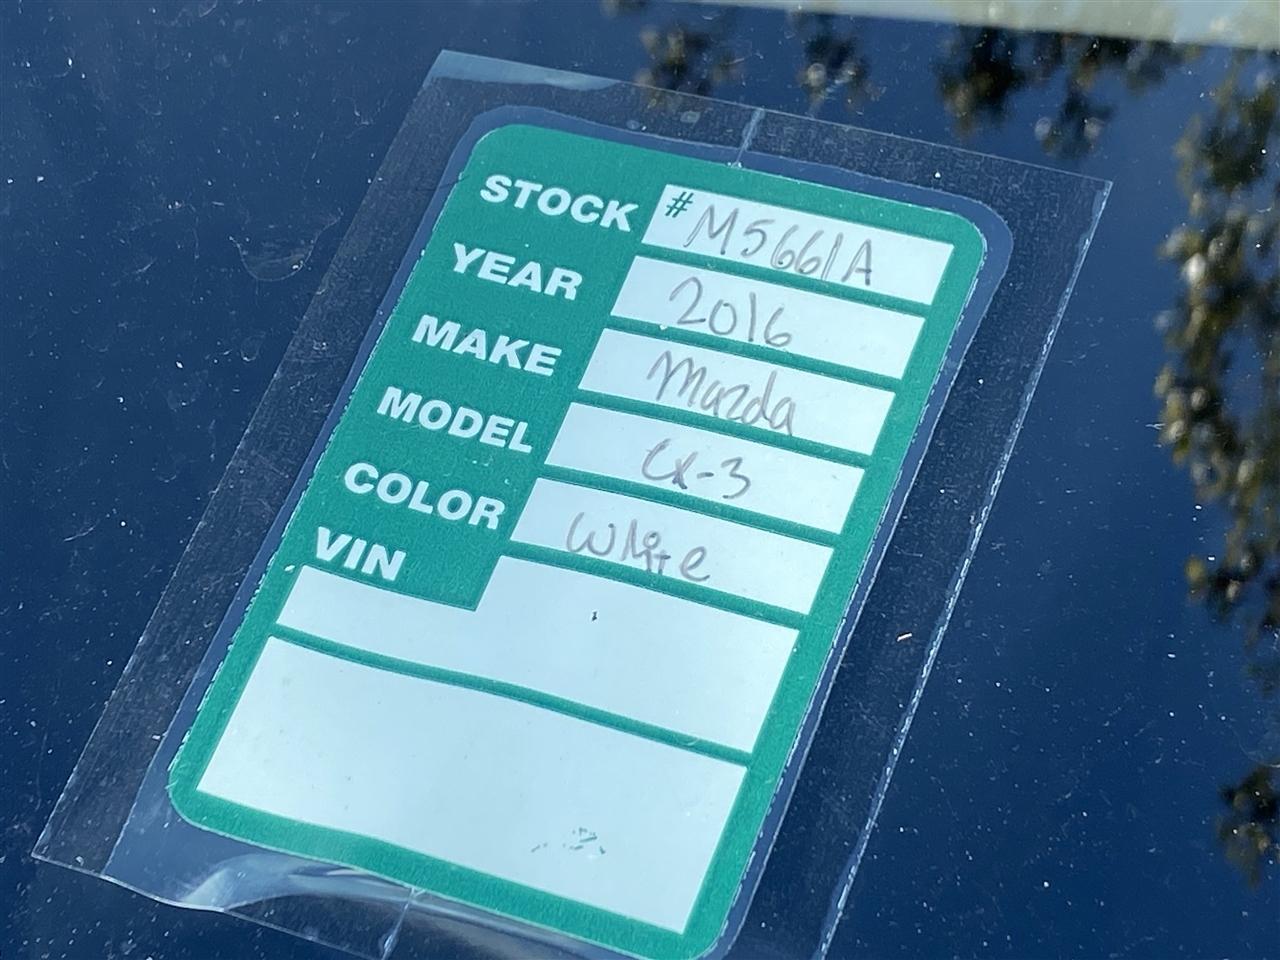 STOCK #M5661A
YEAR 2016
MAKE Mazda
MODEL CX-3
COLOR White
VIN